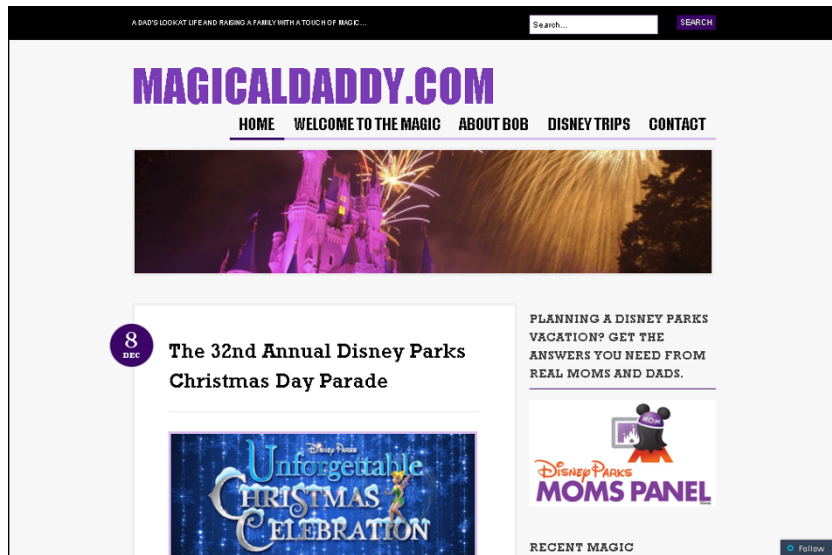 A DAD'S LOOK AT LIFE AND RAISING A FAMILY WITH A TOUCH OF MAGIC...
Search...
SEARCH
MAGICALDADDY.COM
HOME WELCOME TO THE MAGIC ABOUT BOB DISNEY TRIPS CONTACT
8
DEC
The 32nd Annual Disney Parks
Christmas Day Parade
Disney Parks
Unforgettable
CHRISTMAS
CELEBRATION
PLANNING A DISNEY PARKS
VACATION? GET THE
ANSWERS YOU NEED FROM
REAL MOMS AND DADS.
MOM
Disney Parks
MOMS PANEL
RECENT MAGIC
Follow